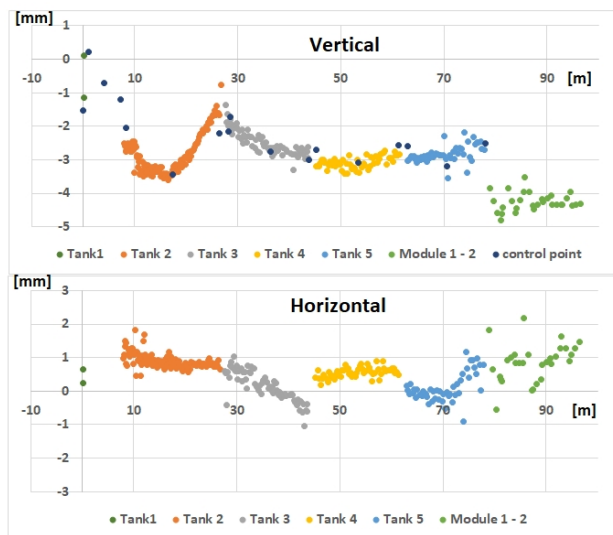 [mm]
Vertical
1
0
-10 10 30 50 70 90 [m]
-1
-2
-3
-4
-5
Tank1 Tank 2 Tank 3 Tank 4 Tank 5 Module 1 - 2 control point
[mm]
3
Horizontal
2
1
0
-10 10 30 50 70 90 [m]
-1
-2
-3
Tank1 Tank 2 Tank 3 Tank 4 Tank 5 Module 1 - 2